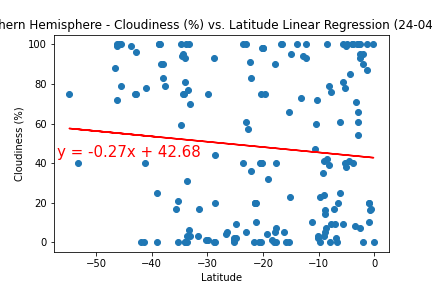 hern Hemisphere - Cloudiness (%) vs. Latitude Linear Regression (24-04
100
80
60
40
20
0
Cloudiness (%)
y = -0.27x + 42.68
−50 −40 −30 −20 −10 0
Latitude